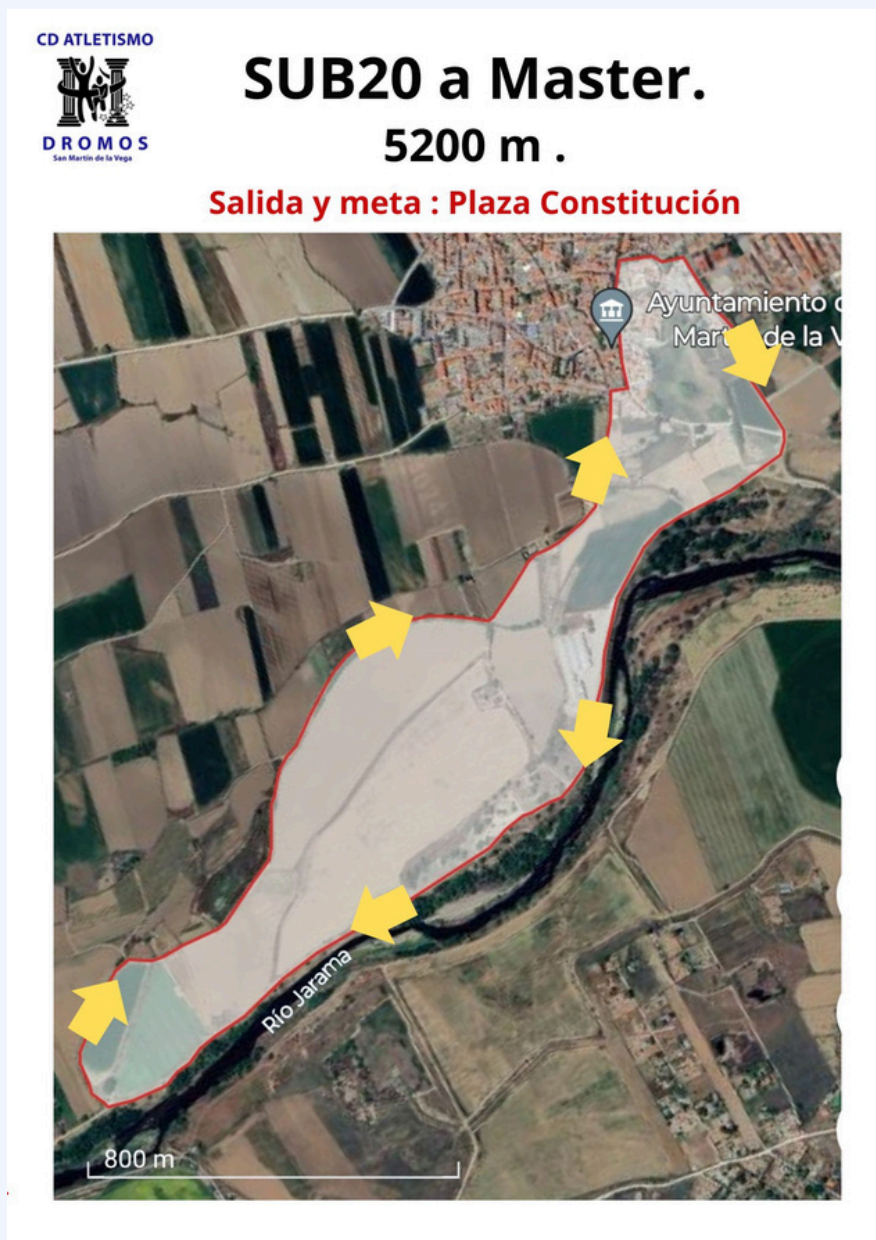 CD ATLETISMO
DROMOS
San Martín de la Vega
SUB20 a Master.
5200 m .
Salida y meta : Plaza Constitución
Ayuntamiento
Mart de la V
Río Jarama
800 m